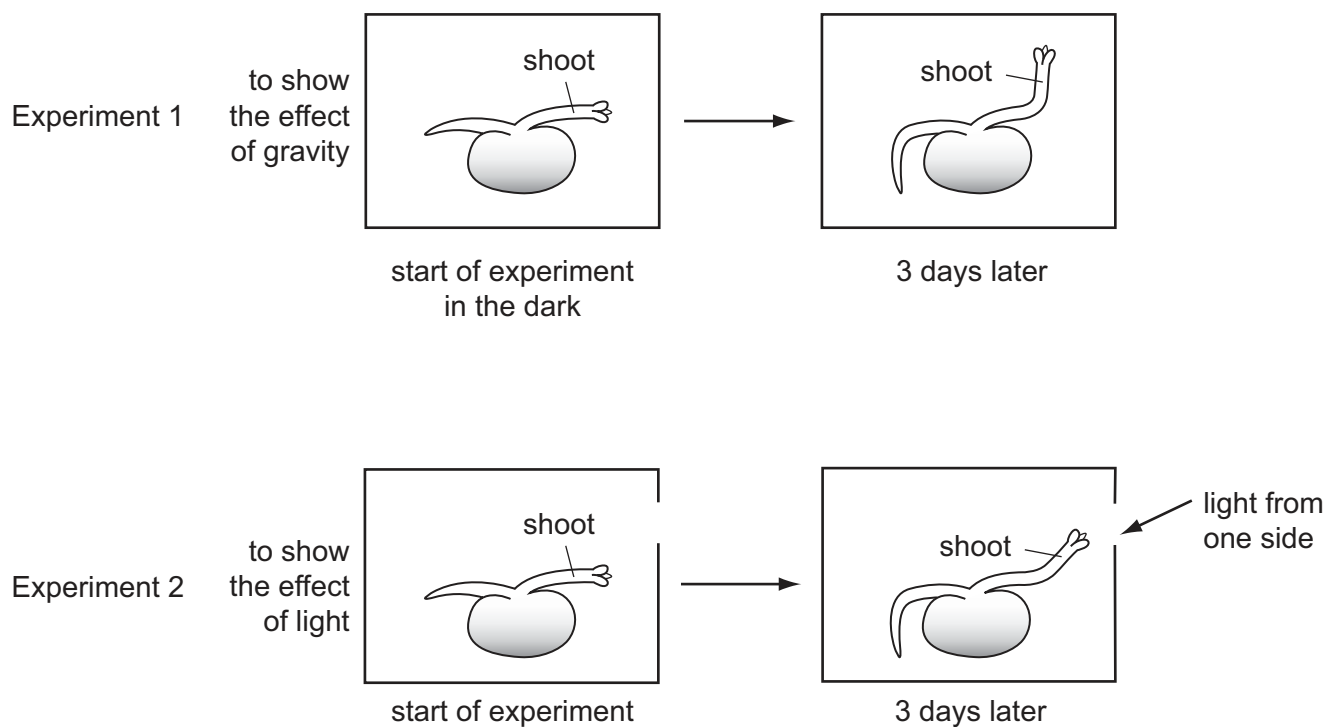 Experiment 1
to show
the effect
of gravity
shoot
shoot
start of experiment
in the dark
3 days later
Experiment 2
to show
the effect
of light
shoot
shoot
light from
one side
start of experiment
3 days later